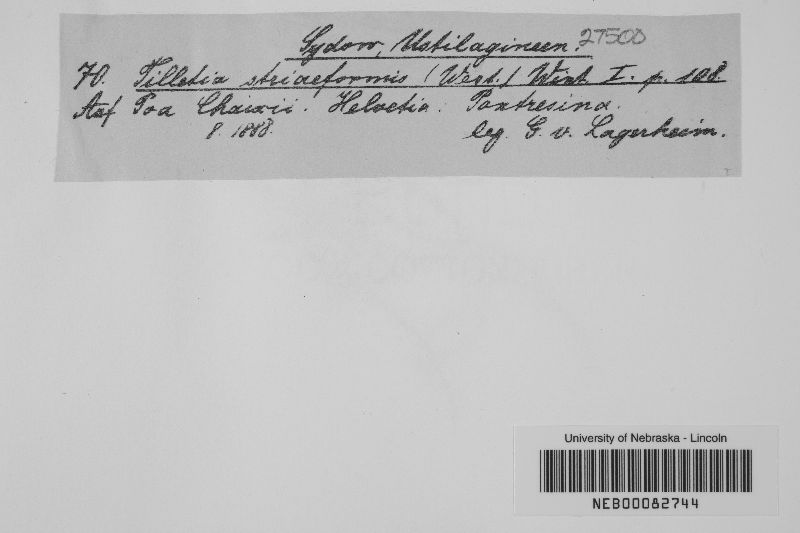 Sydow, Ustilagineen. 27500
70. Tilletia striaeformis (West.) Wint. I. p. 108.
Auf Poa Chaixii. Helvetia: Pontresina.
8. 1888. leg. G. v. Lagerheim.
University of Nebraska - Lincoln
NEB00082744